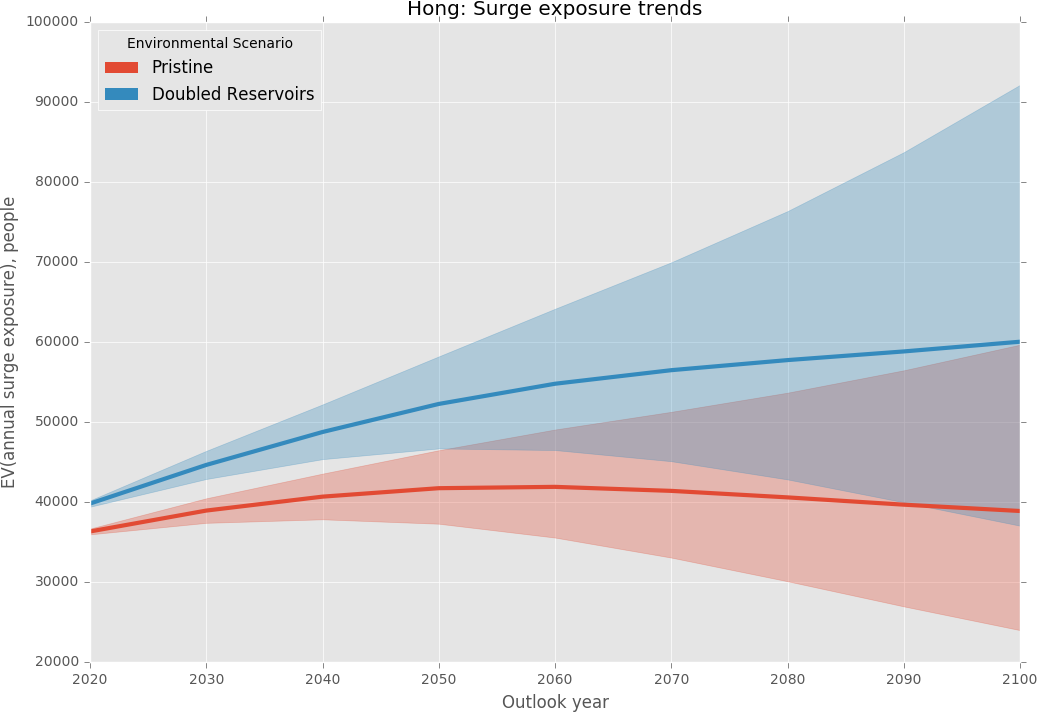 Hong: Surge exposure trends
Environmental Scenario
Pristine
Doubled Reservoirs
EV(annual surge exposure), people
100000
90000
80000
70000
60000
50000
40000
30000
20000
2020 2030 2040 2050 2060 2070 2080 2090 2100
Outlook year